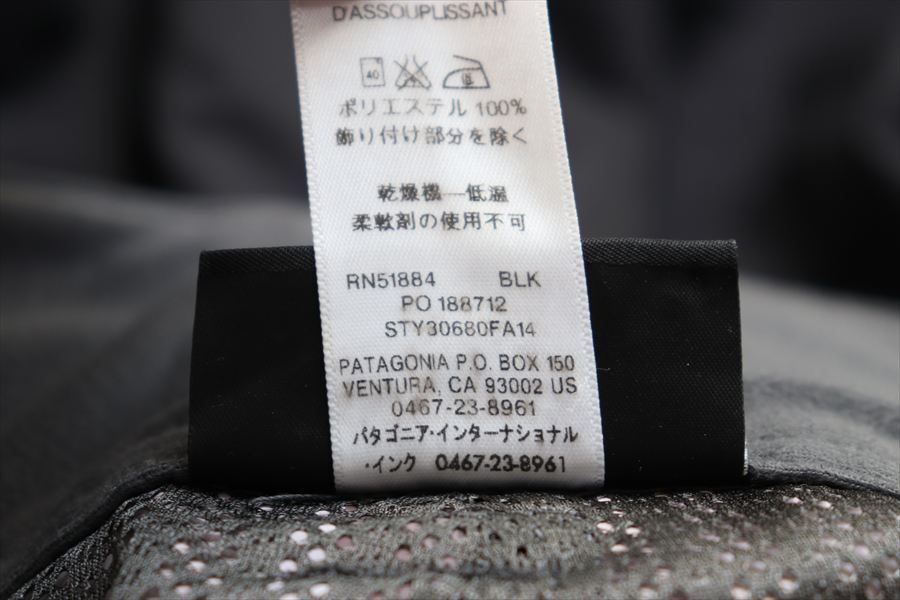 D'ASSOUPLISSANT
40
ポリエステル 100%
飾り付け部分を除く
乾燥機—低温
柔軟剤の使用不可
RN51884 BLK
PO 188712
STY30680FA14
PATAGONIA P.O. BOX 150
VENTURA, CA 93002 US
0467-23-8961
パタゴニア・インターナショナル
・インク 0467-23-8961